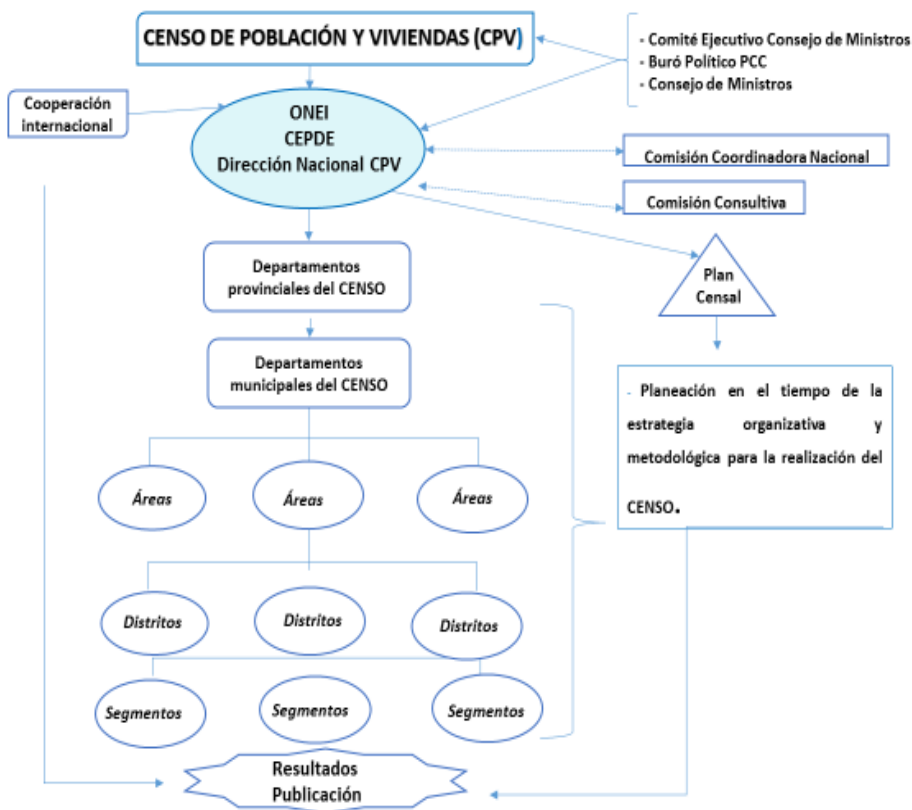 CENSO DE POBLACIÓN Y VIVIENDAS (CPV)
- Comité Ejecutivo Consejo de Ministros
- Buró Político PCC
- Consejo de Ministros
Cooperación
internacional
ONEI
CEPDE
Dirección Nacional CPV
Comisión Coordinadora Nacional
Comisión Consultiva
Plan
Censal
Departamentos
provinciales del CENSO
Departamentos
municipales del CENSO
- Planeación en el tiempo de la
estrategia organizativa y
metodológica para la realización del
CENSO.
Áreas
Áreas
Áreas
Distritos
Distritos
Distritos
Segmentos
Segmentos
Segmentos
Resultados
Publicación